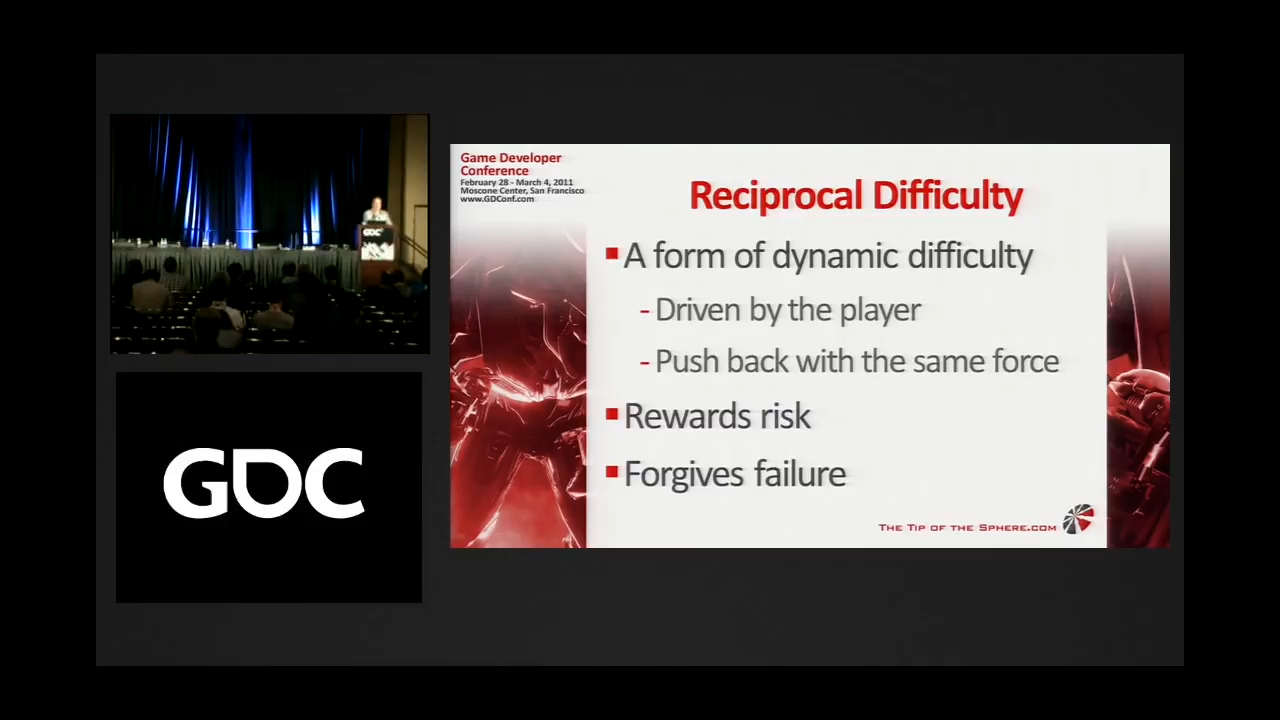 Game Developer
Conference
February 28 - March 4, 2011
Moscone Center, San Francisco
www.GDConf.com
Reciprocal Difficulty
A form of dynamic difficulty
- Driven by the player
- Push back with the same force
Rewards risk
Forgives failure
The Tip of the Sphere.com
GDC
GDC